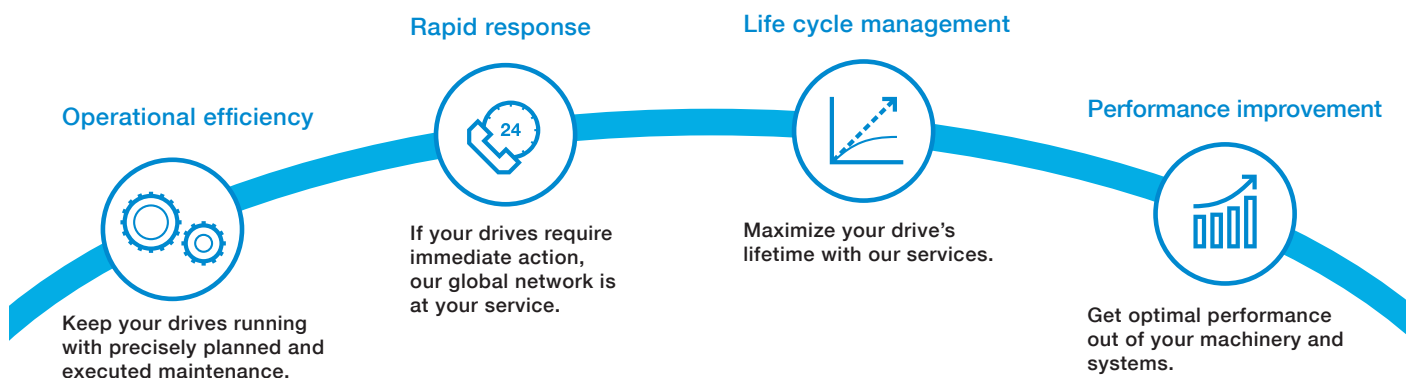 Operational efficiency
Keep your drives running
with precisely planned and
executed maintenance.
Rapid response
24
If your drives require
immediate action,
our global network is
at your service.
Life cycle management
Maximize your drive’s
lifetime with our services.
Performance improvement
Get optimal performance
out of your machinery and
systems.